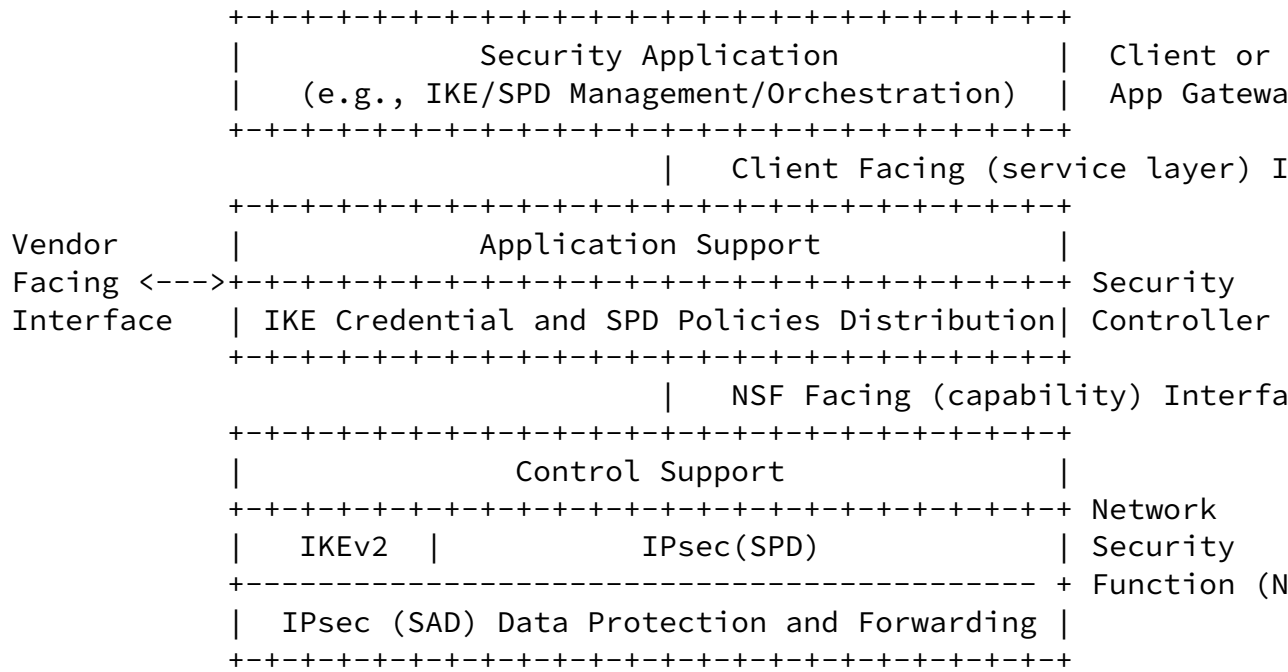 +-+-+-+-+-+-+-+-+-+-+-+-+-+-+-+-+-+-+-+-+-+-+-+
|             Security Application            |  Client or
|   (e.g., IKE/SPD Management/Orchestration)  |  App Gatewa
+-+-+-+-+-+-+-+-+-+-+-+-+-+-+-+-+-+-+-+-+-+-+-+
|   Client Facing (service layer) I
+-+-+-+-+-+-+-+-+-+-+-+-+-+-+-+-+-+-+-+-+-+-+-+
Vendor      |             Application Support             |
Facing <--->+-+-+-+-+-+-+-+-+-+-+-+-+-+-+-+-+-+-+-+-+-+-+-+ Security
Interface   | IKE Credential and SPD Policies Distribution| Controller
+-+-+-+-+-+-+-+-+-+-+-+-+-+-+-+-+-+-+-+-+-+-+-+
|   NSF Facing (capability) Interfa
+-+-+-+-+-+-+-+-+-+-+-+-+-+-+-+-+-+-+-+-+-+-+-+
|               Control Support               |
+-+-+-+-+-+-+-+-+-+-+-+-+-+-+-+-+-+-+-+-+-+-+-+ Network
|   IKEv2  |           IPsec(SPD)             | Security
+-------------------------------------------- + Function (N
|  IPsec (SAD) Data Protection and Forwarding |
+-+-+-+-+-+-+-+-+-+-+-+-+-+-+-+-+-+-+-+-+-+-+-+